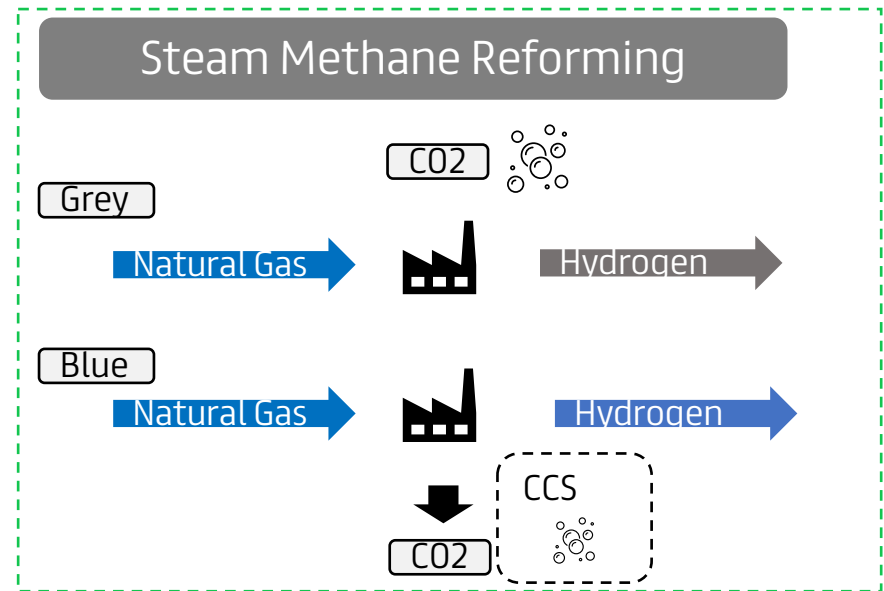 Steam Methane Reforming
CO2
Grey
Natural Gas
Hydrogen
Blue
Natural Gas
Hydrogen
CCS
CO2